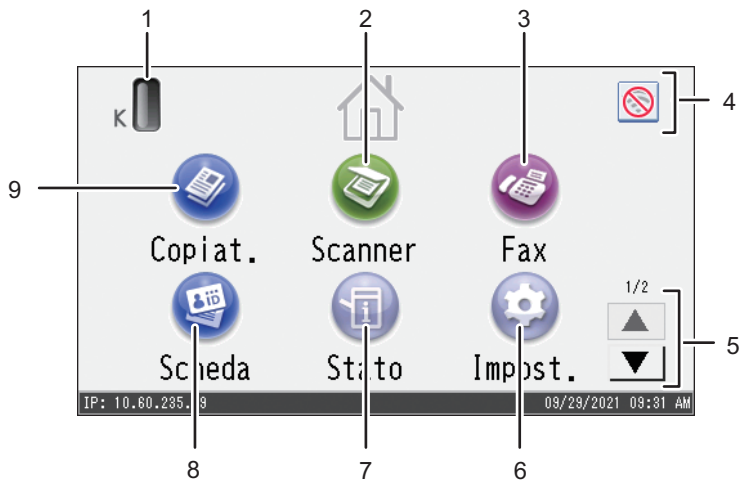 1 2 3
K
4
9
Copiat. Scanner Fax
iD
1/2
5
Scheda Stato Impost.
09/29/2021 09:31 AM
8 7 6